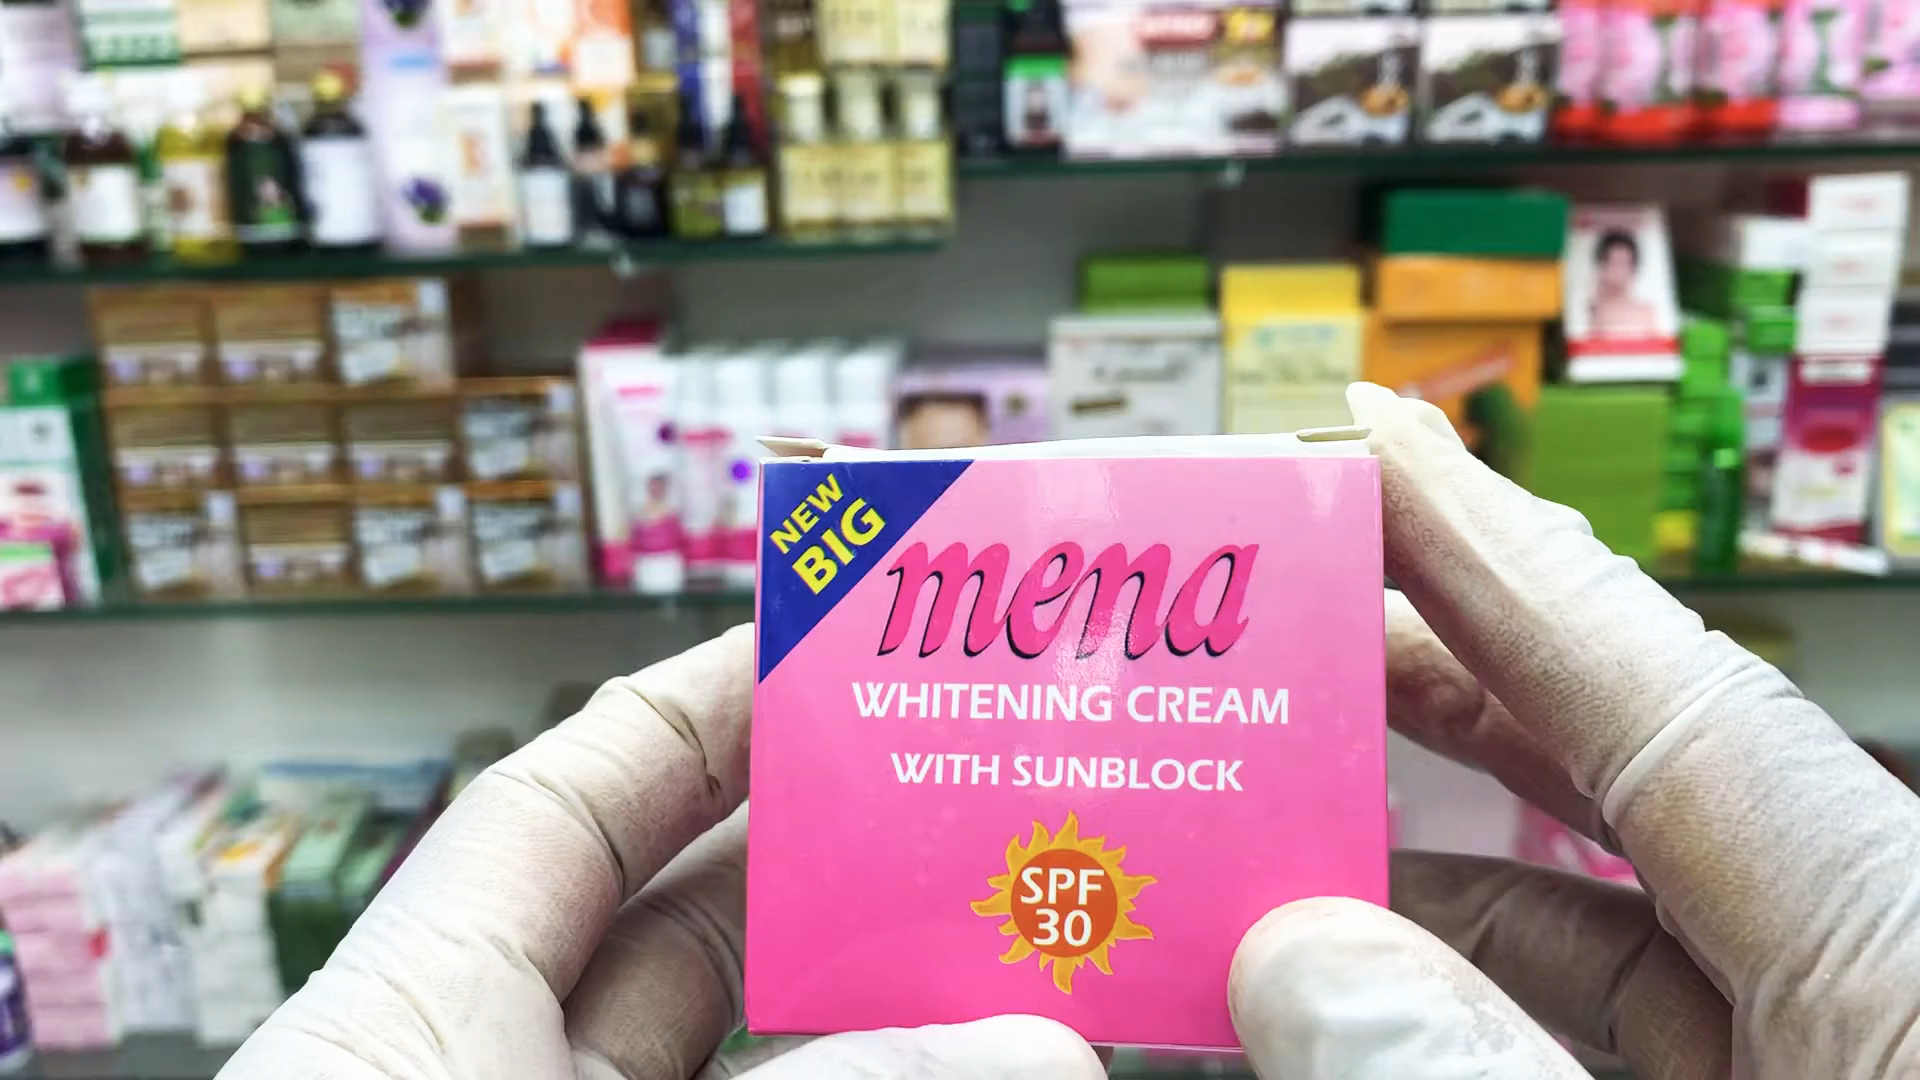 NEW
BIG
mena
WHITENING CREAM
WITH SUNBLOCK
SPF
30